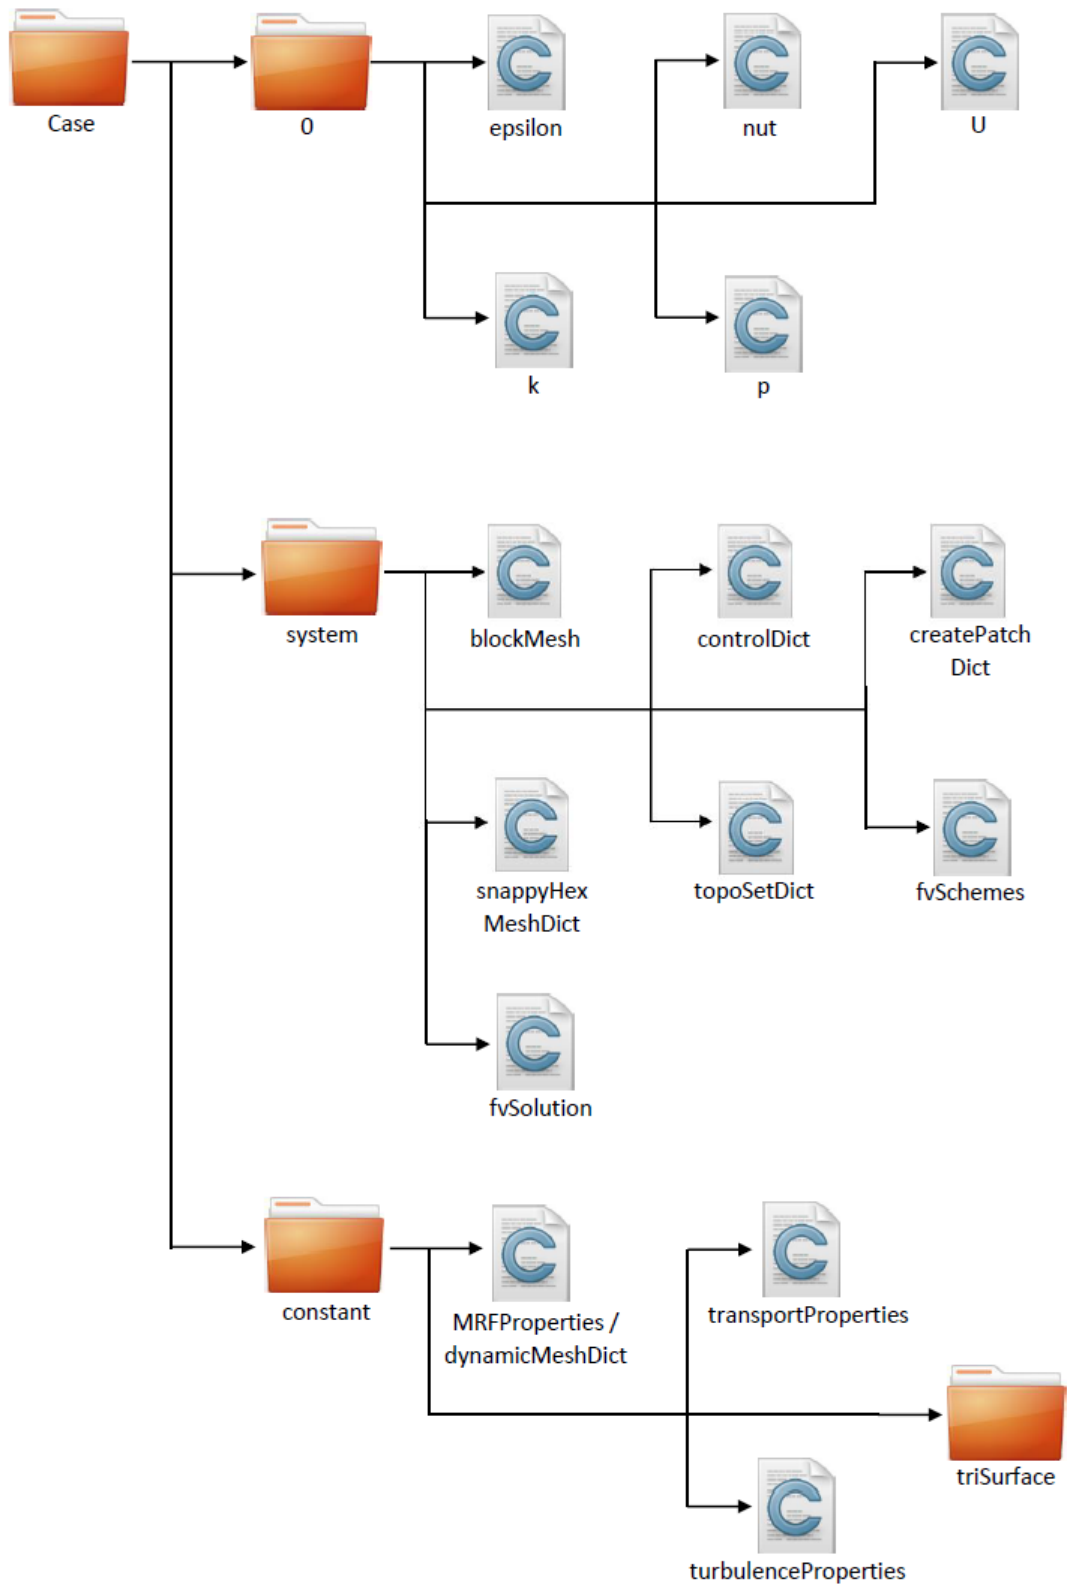 Case
0
epsilon
nut
U
k
p
system
blockMesh
controlDict
createPatch
Dict
snappyHex
MeshDict
topoSetDict
fvSchemes
fvSolution
constant
MRFProperties /
dynamicMeshDict
transportProperties
triSurface
turbulenceProperties